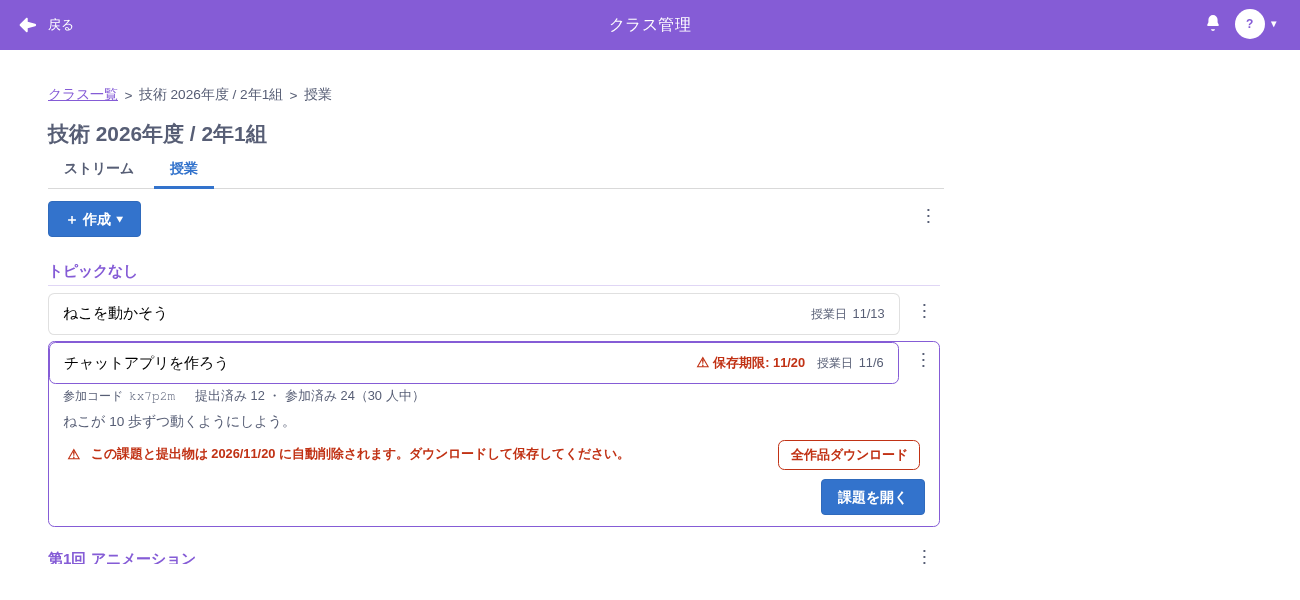 戻る
クラス管理
?
クラス一覧 > 技術 2026年度 / 2年1組 > 授業
技術 2026年度 / 2年1組
ストリーム 授業
+ 作成 ▼
トピックなし
ねこを動かそう 授業日 11/13
チャットアプリを作ろう ⚠ 保存期限: 11/20 授業日 11/6
参加コード kx7p2m 提出済み 12 ・ 参加済み 24（30 人中）
ねこが 10 歩ずつ動くようにしよう。
⚠ この課題と提出物は 2026/11/20 に自動削除されます。ダウンロードして保存してください。 全作品ダウンロード
課題を開く
第1回 アニメーション